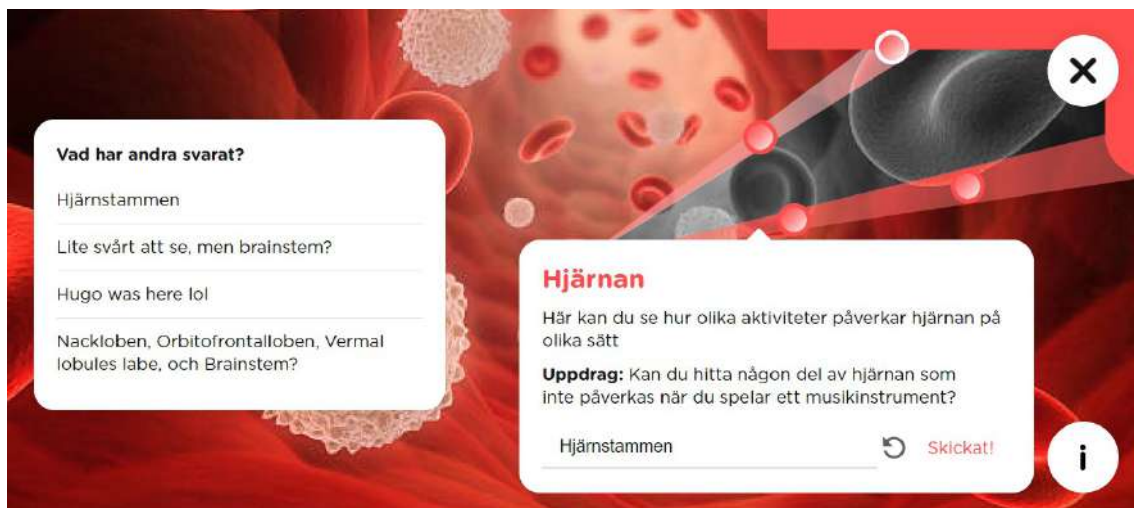 Vad har andra svarat?
Hjärnstammen
Lite svårt att se, men brainstem?
Hugo was here lol
Nackloben, Orbitofrontalloben, Vermal
lobules labe, och Brainstem?
Hjärnan
Här kan du se hur olika aktiviteter påverkar hjärnan på
olika sätt
Uppdrag: Kan du hitta någon del av hjärnan som
inte påverkas när du spelar ett musikinstrument?
Hjärnstammen Skickat!
i